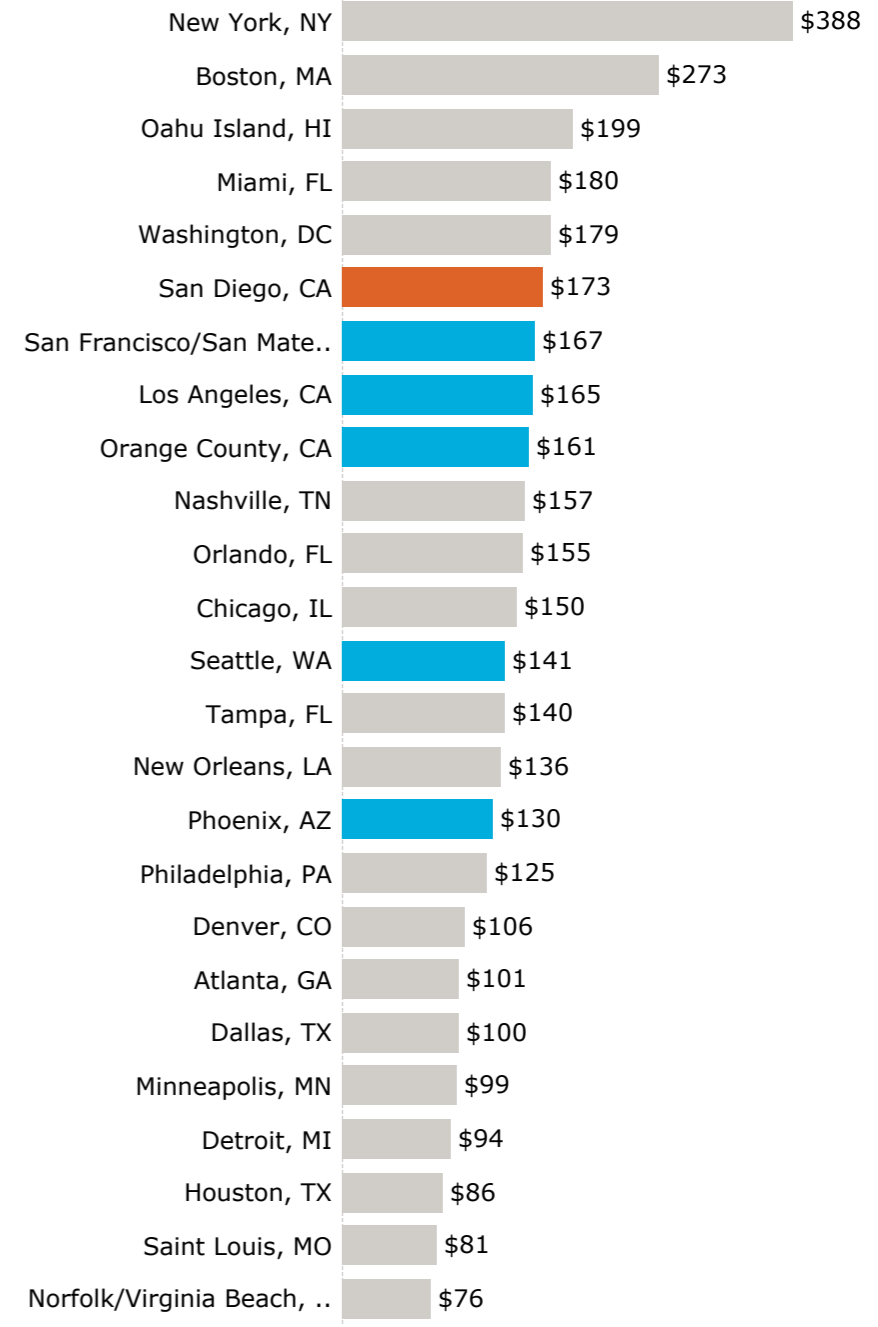 New York, NY $388
Boston, MA $273
Oahu Island, HI $199
Miami, FL $180
Washington, DC $179
San Diego, CA $173
San Francisco/San Mate.. $167
Los Angeles, CA $165
Orange County, CA $161
Nashville, TN $157
Orlando, FL $155
Chicago, IL $150
Seattle, WA $141
Tampa, FL $140
New Orleans, LA $136
Phoenix, AZ $130
Philadelphia, PA $125
Denver, CO $106
Atlanta, GA $101
Dallas, TX $100
Minneapolis, MN $99
Detroit, MI $94
Houston, TX $86
Saint Louis, MO $81
Norfolk/Virginia Beach, .. $76